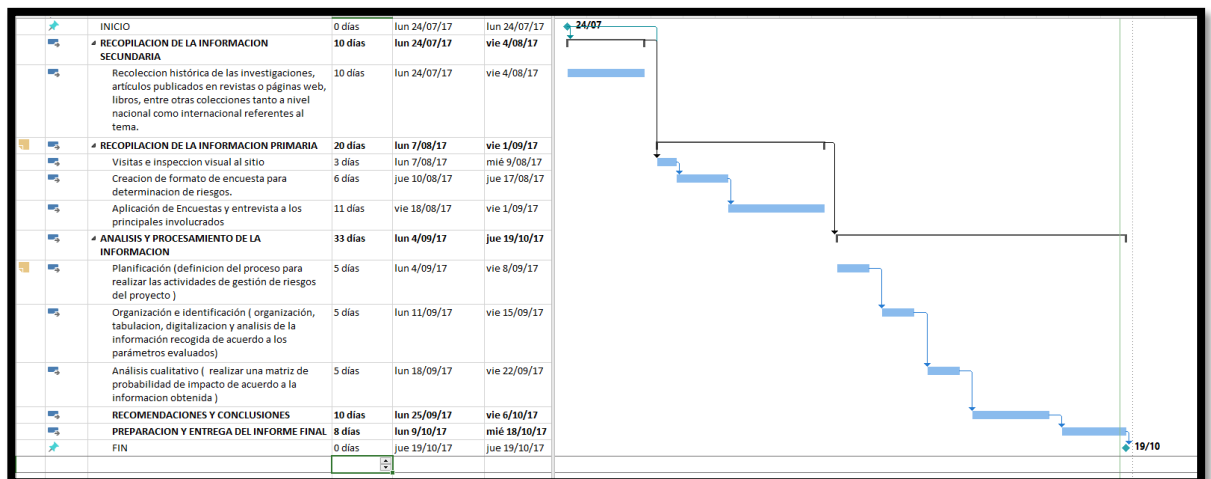 INICIO 0 días lun 24/07/17 lun 24/07/17 24/07
RECOPILACION DE LA INFORMACION 10 días lun 24/07/17 vie 4/08/17
SECUNDARIA
Recoleccion histórica de las investigaciones, 10 días lun 24/07/17 vie 4/08/17
artículos publicados en revistas o páginas web,
libros, entre otras colecciones tanto a nivel
nacional como internacional referentes al
tema.
RECOPILACION DE LA INFORMACION PRIMARIA 20 días lun 7/08/17 vie 1/09/17
Visitas e inspeccion visual al sitio 3 días lun 7/08/17 mié 9/08/17
Creacion de formato de encuesta para 6 días jue 10/08/17 jue 17/08/17
determinacion de riesgos.
Aplicación de Encuestas y entrevista a los 11 días vie 18/08/17 vie 1/09/17
principales involucrados
ANALISIS Y PROCESAMIENTO DE LA 33 días lun 4/09/17 jue 19/10/17
INFORMACION
Planificación (definicion del proceso para 5 días lun 4/09/17 vie 8/09/17
realizar las actividades de gestión de riesgos
del proyecto )
Organización e identificación ( organización, 5 días lun 11/09/17 vie 15/09/17
tabulacion, digitalizacion y analisis de la
información recogida de acuerdo a los
parámetros evaluados)
Análisis cualitativo ( realizar una matriz de 5 días lun 18/09/17 vie 22/09/17
probabilidad de impacto de acuerdo a la
informacion obtenida )
RECOMENDACIONES Y CONCLUSIONES 10 días lun 25/09/17 vie 6/10/17
PREPARACION Y ENTREGA DEL INFORME FINAL 8 días lun 9/10/17 mié 18/10/17
FIN 0 días jue 19/10/17 jue 19/10/17 19/10